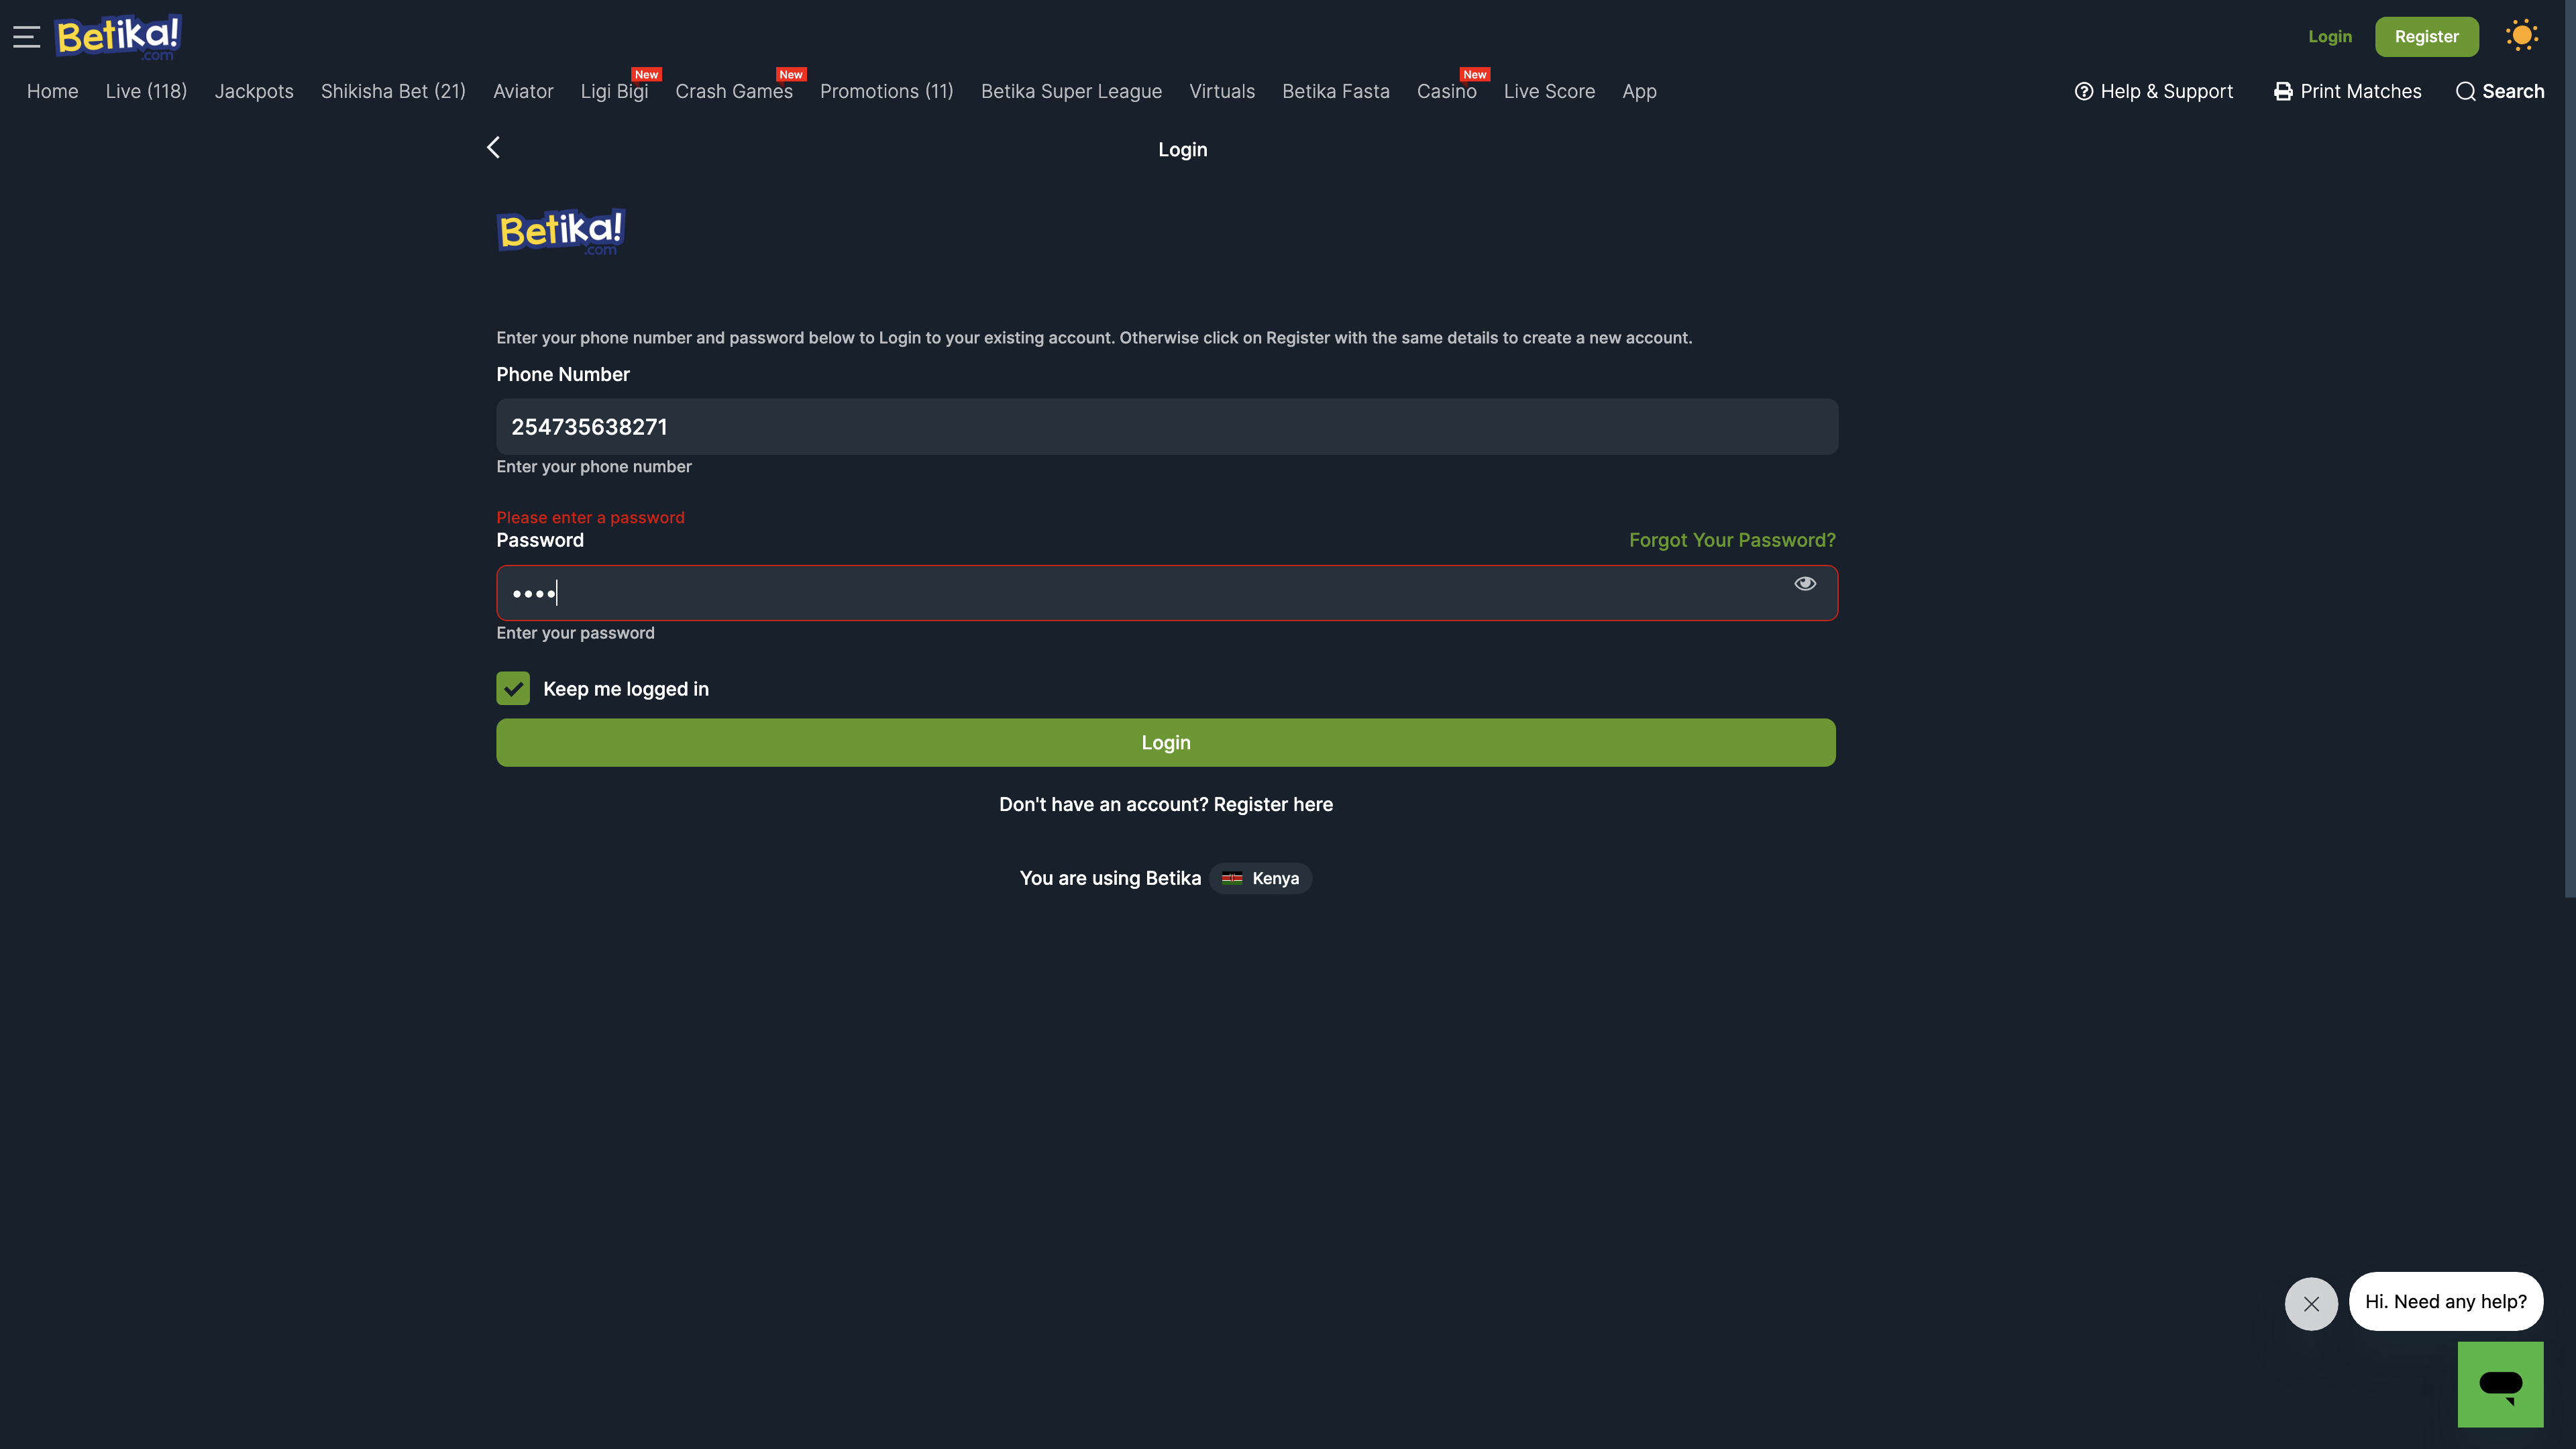 Betika!
.com
Login
Register
Home
Live (118)
Jackpots
Shikisha Bet (21)
Aviator
Ligi Bigi
New
Crash Games
New
Promotions (11)
Betika Super League
Virtuals
Betika Fasta
Casino
New
Live Score
App
Help & Support
Print Matches
Search
Login
Betika!
.com
Enter your phone number and password below to Login to your existing account. Otherwise click on Register with the same details to create a new account.
Phone Number
254735638271
Enter your phone number
Please enter a password
Password
Forgot Your Password?
••••
Enter your password
Keep me logged in
Login
Don't have an account? Register here
You are using Betika
Kenya
Hi. Need any help?